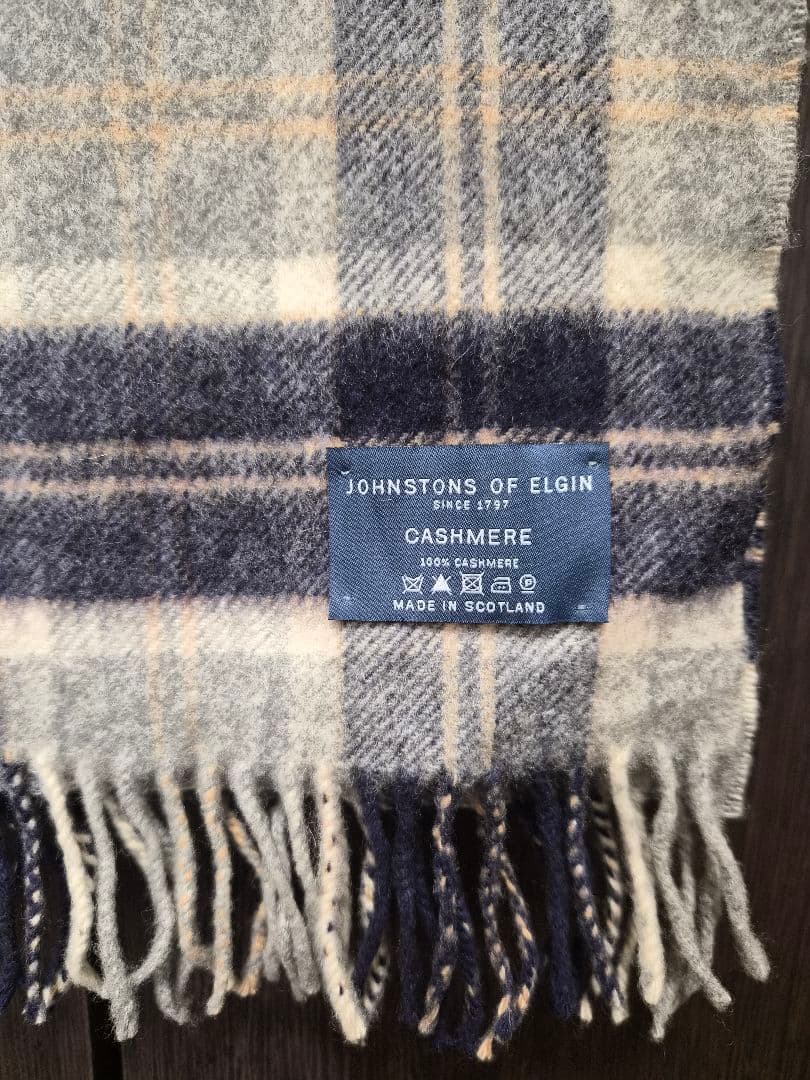 JOHNSTONS OF ELGIN
SINCE 1797
CASHMERE
100% CASHMERE
P
MADE IN SCOTLAND